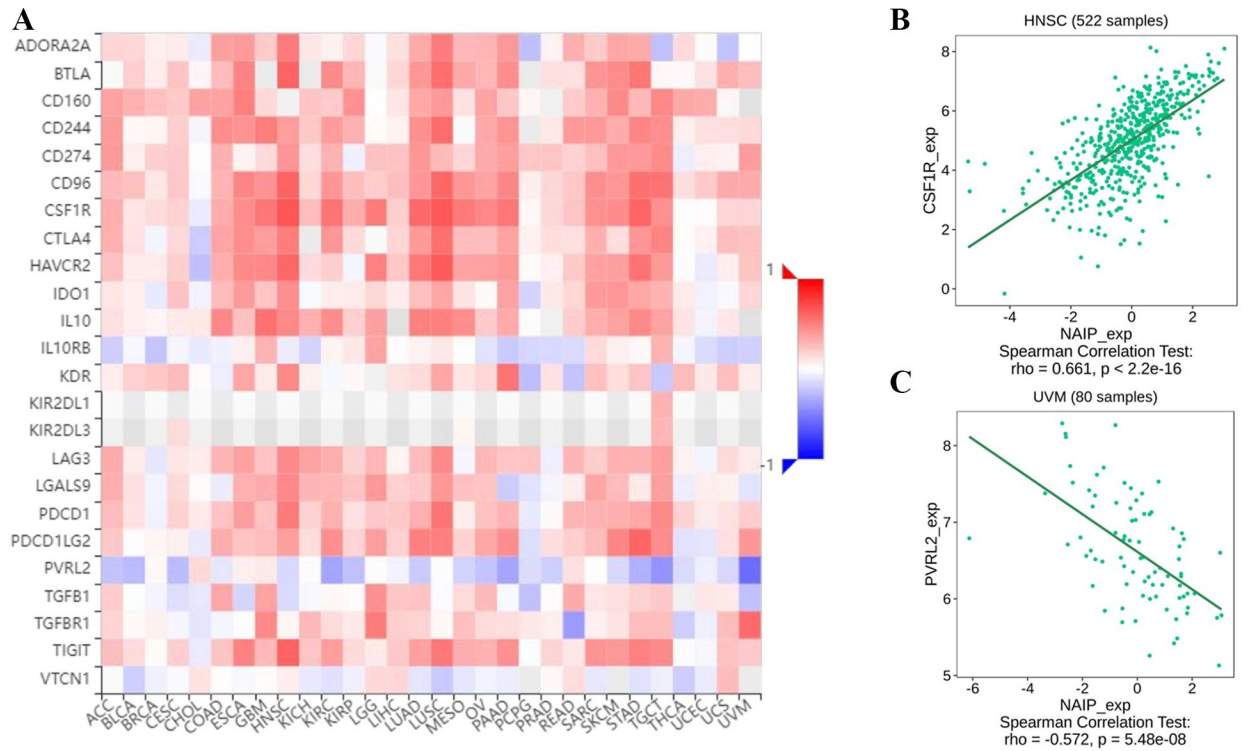 A
ADORA2A
BTLA
CD160
CD244
CD274
CD96
CSF1R
CTLA4
HAVCR2
IDO1
IL10
IL10RB
KDR
KIR2DL1
KIR2DL3
LAG3
LGALS9
PDCD1
PDCD1LG2
PVRL2
TGFB1
TGFBR1
TIGIT
VTCN1
ACC BLCA BRCA CESC CHOL COAD ESCA GBM HNSC KICH KIRC KIRP LGG LIHC LUAD LUSC MESO OV PAAD PCPG PRAD READ SARC SKCM STAD TGCT THCA UCEC UCS UVM
1
-1
B
HNSC (522 samples)
CSF1R_exp
8
6
4
2
0
-4 -2 0 2
NAIP_exp
Spearman Correlation Test:
rho = 0.661, p < 2.2e-16
C
UVM (80 samples)
PVRL2_exp
8
7
6
5
-6 -4 -2 0 2
NAIP_exp
Spearman Correlation Test:
rho = -0.572, p = 5.48e-08